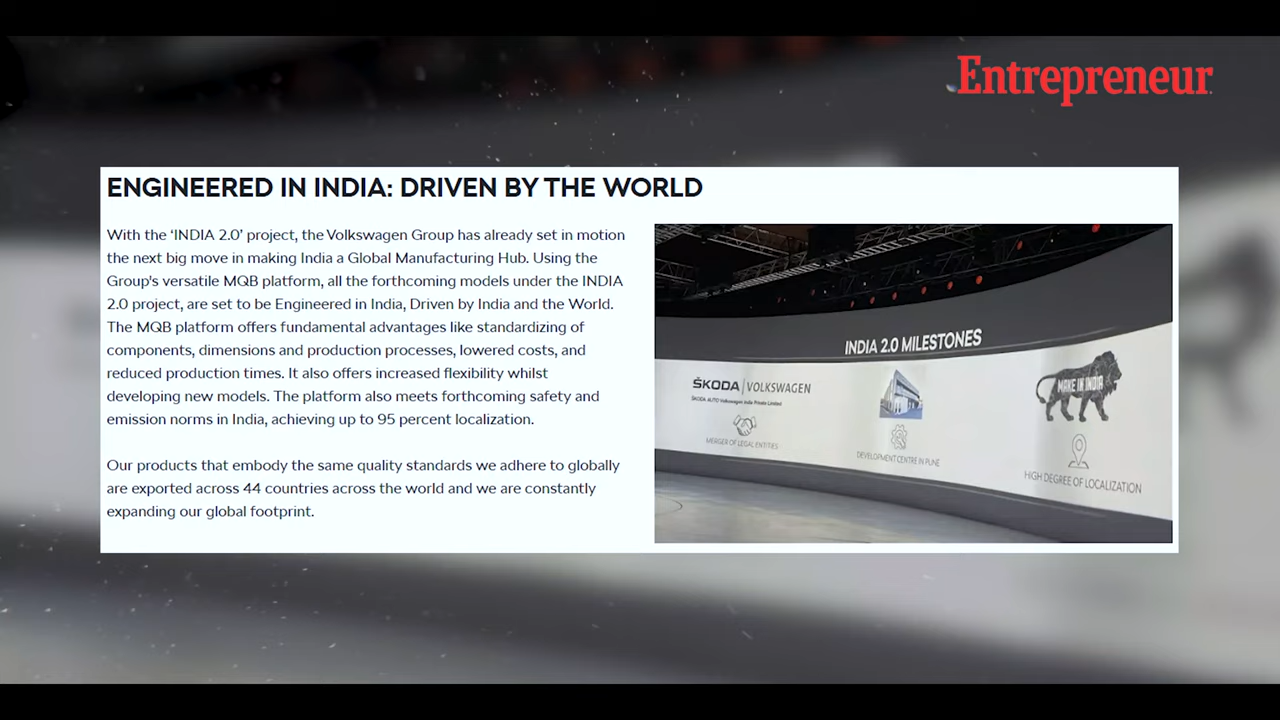 Entrepreneur
ENGINEERED IN INDIA: DRIVEN BY THE WORLD
With the ‘INDIA 2.0’ project, the Volkswagen Group has already set in motion
the next big move in making India a Global Manufacturing Hub. Using the
Group's versatile MQB platform, all the forthcoming models under the INDIA
2.0 project, are set to be Engineered in India, Driven by India and the World.
The MQB platform offers fundamental advantages like standardizing of
components, dimensions and production processes, lowered costs, and
reduced production times. It also offers increased flexibility whilst
developing new models. The platform also meets forthcoming safety and
emission norms in India, achieving up to 95 percent localization.
Our products that embody the same quality standards we adhere to globally
are exported across 44 countries across the world and we are constantly
expanding our global footprint.
INDIA 2.0 MILESTONES
ŠKODA | VOLKSWAGEN
ŠKODA AUTO Volkswagen India Private Limited
MERGER OF LEGAL ENTITIES
DEVELOPMENT CENTRE IN PUNE
MAKE IN INDIA
HIGH DEGREE OF LOCALIZATION